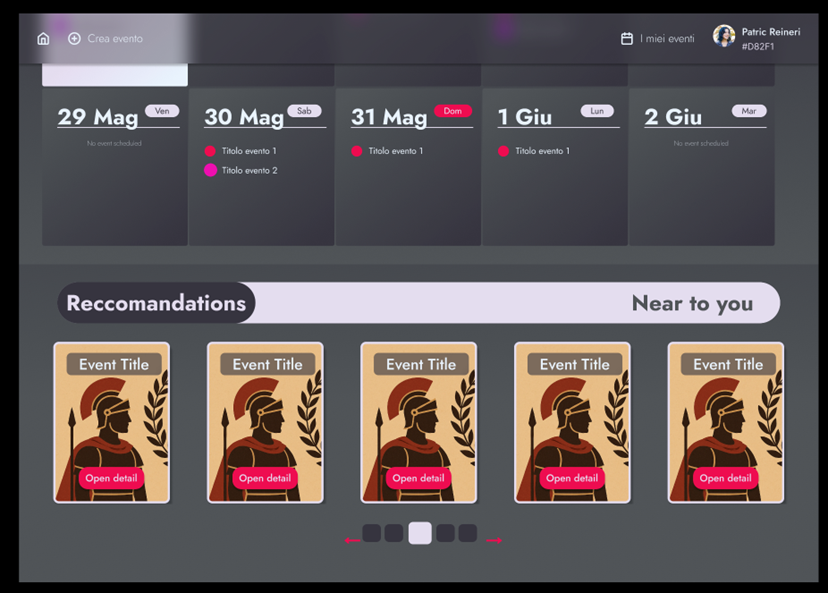 Crea evento
I miei eventi
Patric Reineri
#D82F1
29 Mag Ven
30 Mag Sab
31 Mag Dom
1 Giu Lun
2 Giu Mar
No event scheduled
Titolo evento 1
Titolo evento 2
Titolo evento 1
Titolo evento 1
No event scheduled
Reccomandations
Near to you
Event Title
Event Title
Event Title
Event Title
Event Title
Open detail
Open detail
Open detail
Open detail
Open detail